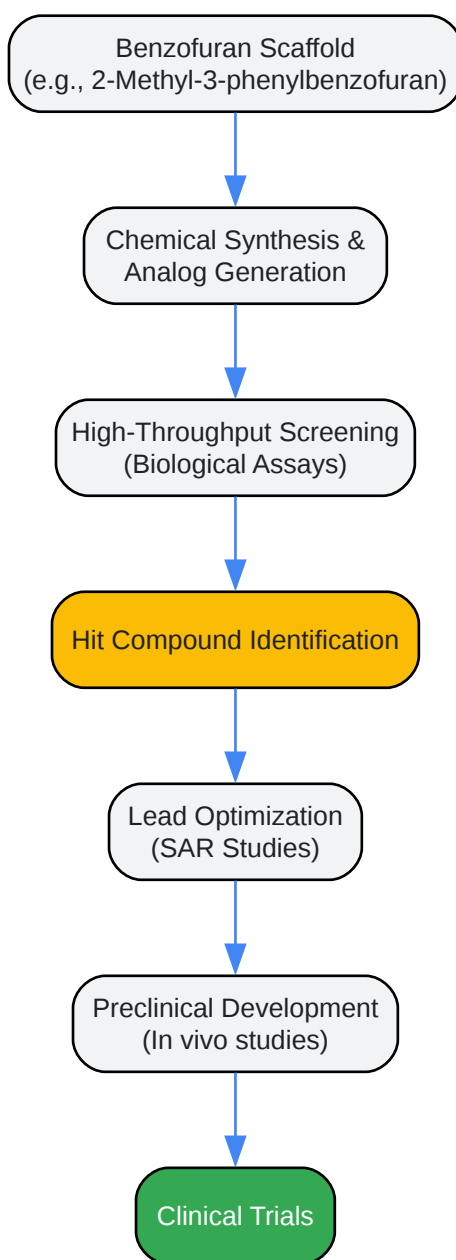 Benzofuran Scaffold
(e.g., 2-Methyl-3-phenylbenzofuran)
Chemical Synthesis &
Analog Generation
High-Throughput Screening
(Biological Assays)
Hit Compound Identification
Lead Optimization
(SAR Studies)
Preclinical Development
(In vivo studies)
Clinical Trials